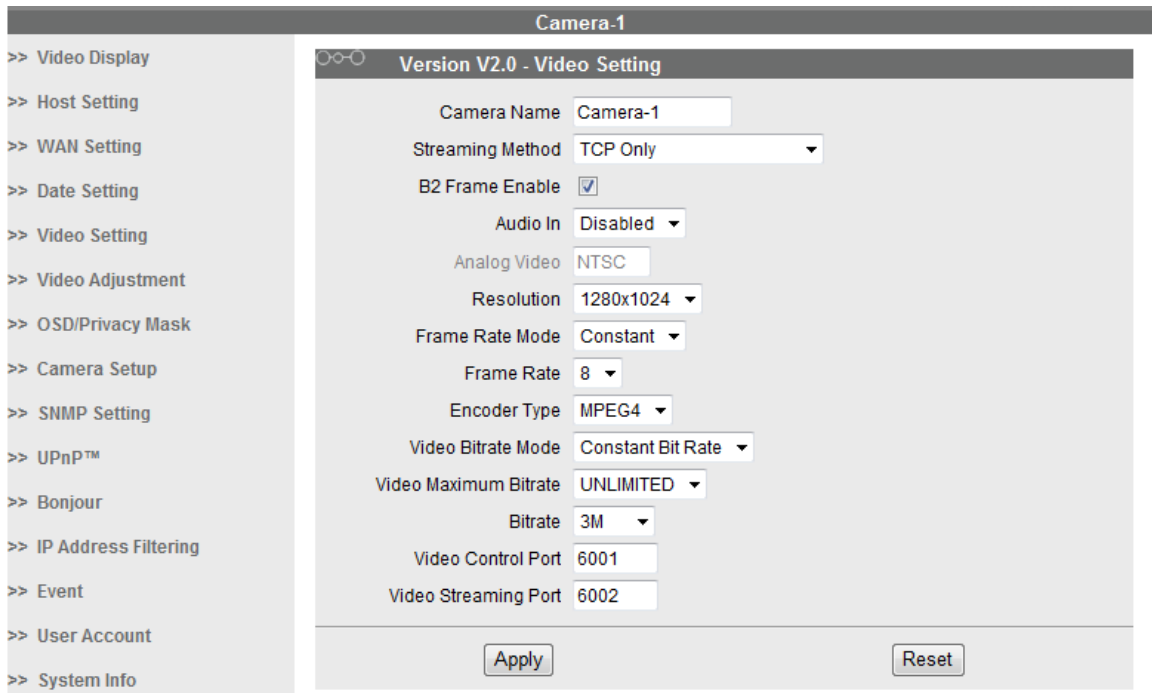 Camera-1
>> Video Display
>> Host Setting
>> WAN Setting
>> Date Setting
>> Video Setting
>> Video Adjustment
>> OSD/Privacy Mask
>> Camera Setup
>> SNMP Setting
>> UPnP™
>> Bonjour
>> IP Address Filtering
>> Event
>> User Account
>> System Info
Version V2.0 - Video Setting
Camera Name Camera-1
Streaming Method TCP Only
B2 Frame Enable
Audio In Disabled
Analog Video NTSC
Resolution 1280x1024
Frame Rate Mode Constant
Frame Rate 8
Encoder Type MPEG4
Video Bitrate Mode Constant Bit Rate
Video Maximum Bitrate UNLIMITED
Bitrate 3M
Video Control Port 6001
Video Streaming Port 6002
Apply Reset